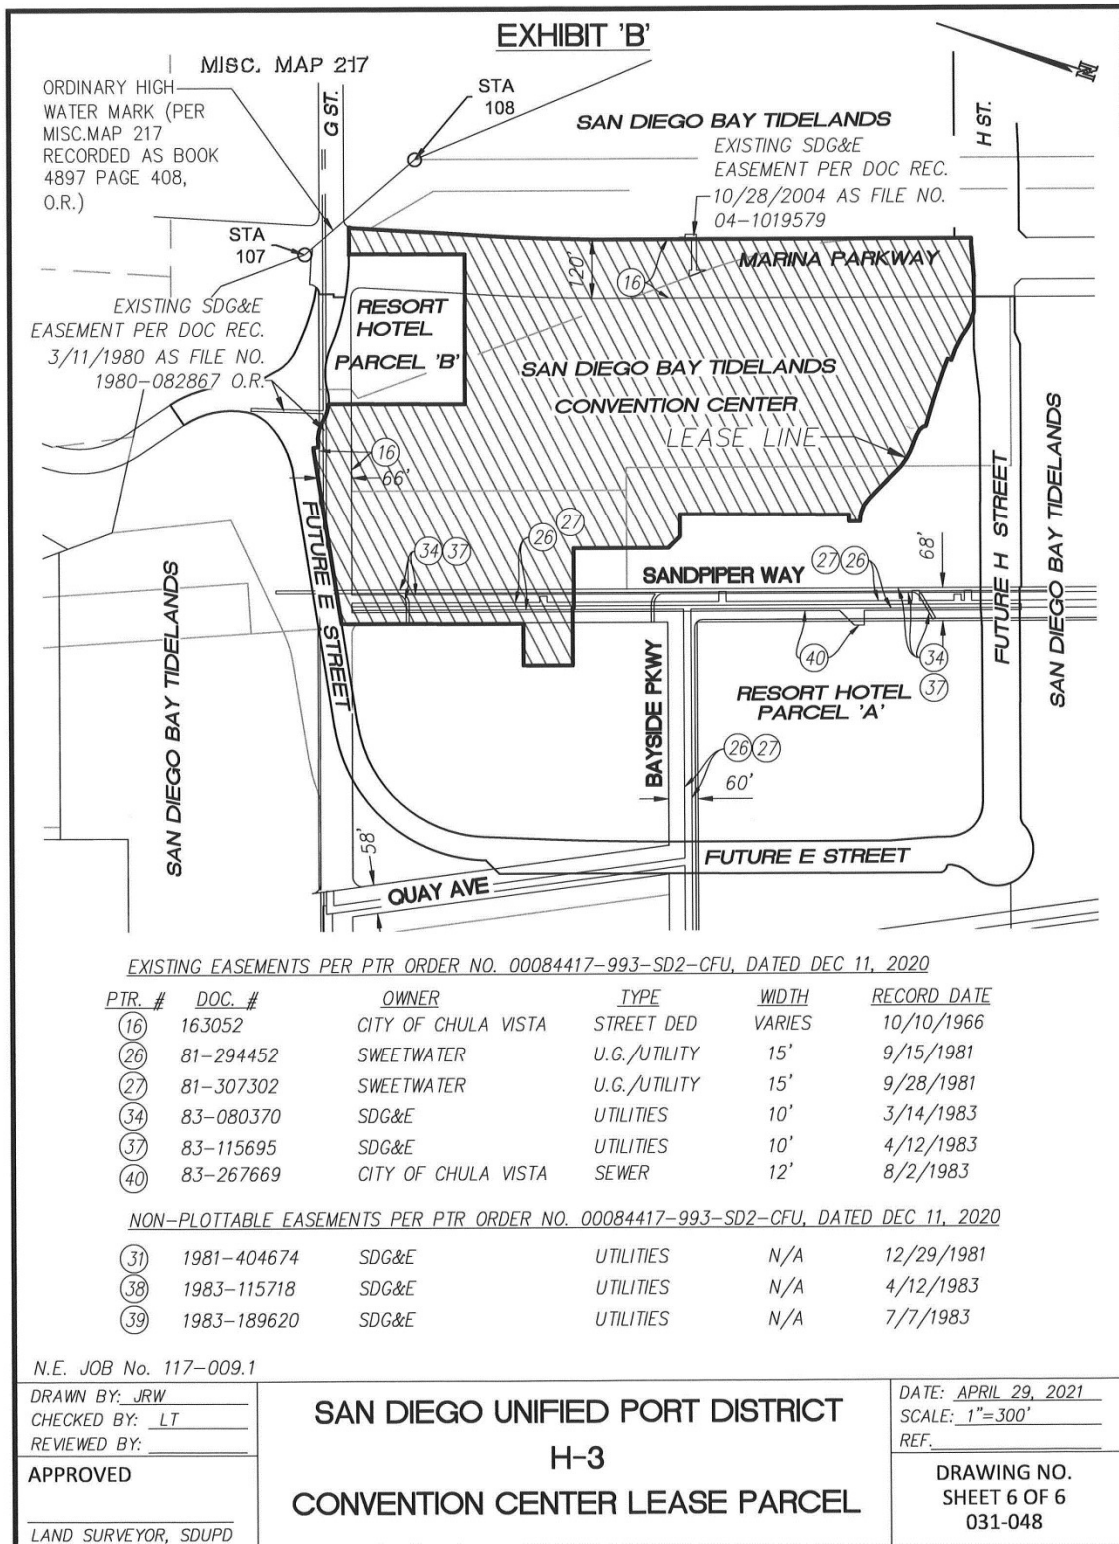 EXHIBIT 'B'
MISC. MAP 217
ORDINARY HIGH
WATER MARK (PER
MISC.MAP 217
RECORDED AS BOOK
4897 PAGE 408,
O.R.)
G ST.
STA
108
SAN DIEGO BAY TIDELANDS
EXISTING SDG&E
EASEMENT PER DOC REC.
10/28/2004 AS FILE NO.
04-1019579
H ST.
N
STA
107
120'
16
MARINA PARKWAY
EXISTING SDG&E
EASEMENT PER DOC REC.
3/11/1980 AS FILE NO.
1980-082867 O.R.
RESORT
HOTEL
PARCEL 'B'
SAN DIEGO BAY TIDELANDS
CONVENTION CENTER
LEASE LINE
16
66'
FUTURE E STREET
34 37
26 27
SANDPIPER WAY
27 26
68'
FUTURE H STREET
SAN DIEGO BAY TIDELANDS
SAN DIEGO BAY TIDELANDS
40
34
37
RESORT HOTEL
PARCEL 'A'
BAYSIDE PKWY
26 27
60'
58'
QUAY AVE
FUTURE E STREET
EXISTING EASEMENTS PER PTR ORDER NO. 00084417-993-SD2-CFU, DATED DEC 11, 2020
PTR. # DOC. # OWNER TYPE WIDTH RECORD DATE
16 163052 CITY OF CHULA VISTA STREET DED VARIES 10/10/1966
26 81-294452 SWEETWATER U.G./UTILITY 15' 9/15/1981
27 81-307302 SWEETWATER U.G./UTILITY 15' 9/28/1981
34 83-080370 SDG&E UTILITIES 10' 3/14/1983
37 83-115695 SDG&E UTILITIES 10' 4/12/1983
40 83-267669 CITY OF CHULA VISTA SEWER 12' 8/2/1983
NON-PLOTTABLE EASEMENTS PER PTR ORDER NO. 00084417-993-SD2-CFU, DATED DEC 11, 2020
31 1981-404674 SDG&E UTILITIES N/A 12/29/1981
38 1983-115718 SDG&E UTILITIES N/A 4/12/1983
39 1983-189620 SDG&E UTILITIES N/A 7/7/1983
N.E. JOB No. 117-009.1
DRAWN BY: JRW
CHECKED BY: LT
REVIEWED BY:
APPROVED
LAND SURVEYOR, SDUPD
SAN DIEGO UNIFIED PORT DISTRICT
H-3
CONVENTION CENTER LEASE PARCEL
DATE: APRIL 29, 2021
SCALE: 1"=300'
REF.
DRAWING NO.
SHEET 6 OF 6
031-048